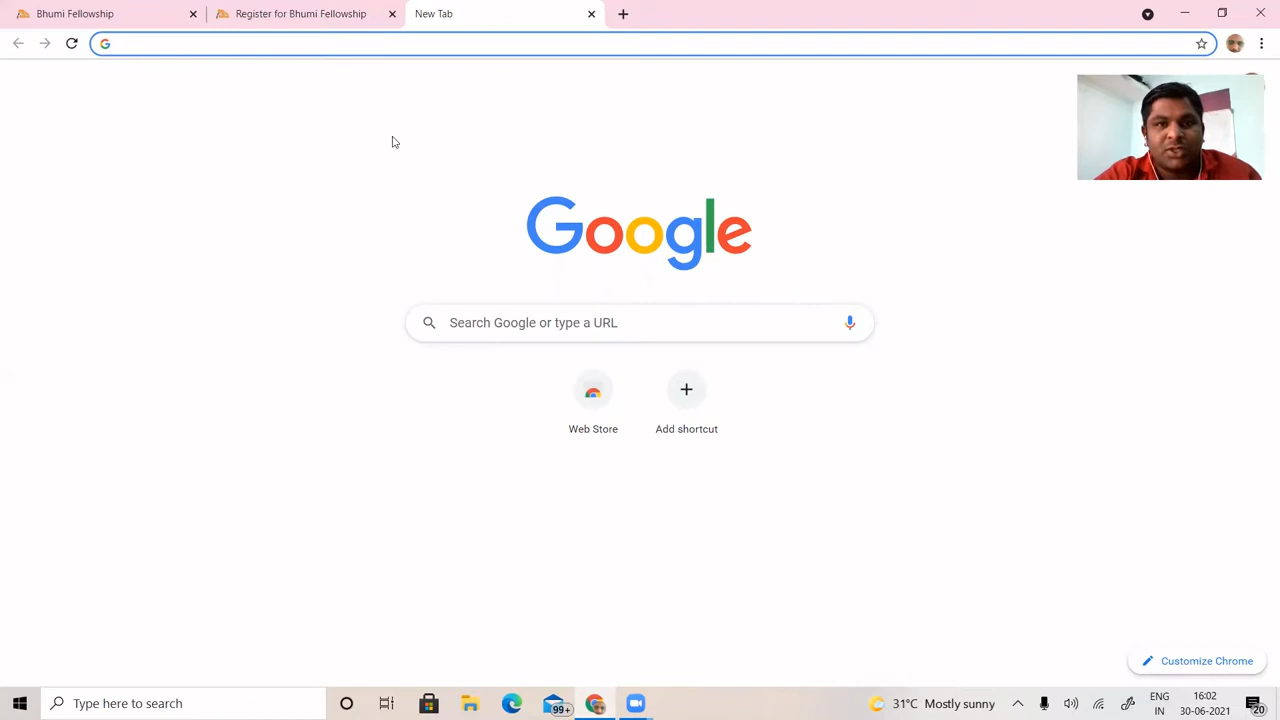 Bhumi Fellowship
Register for Bhumi Fellowship
New Tab
Google
Search Google or type a URL
Web Store
Add shortcut
Customize Chrome
Type here to search
99+
31°C Mostly sunny
ENG
IN
16:02
30-06-2021
20